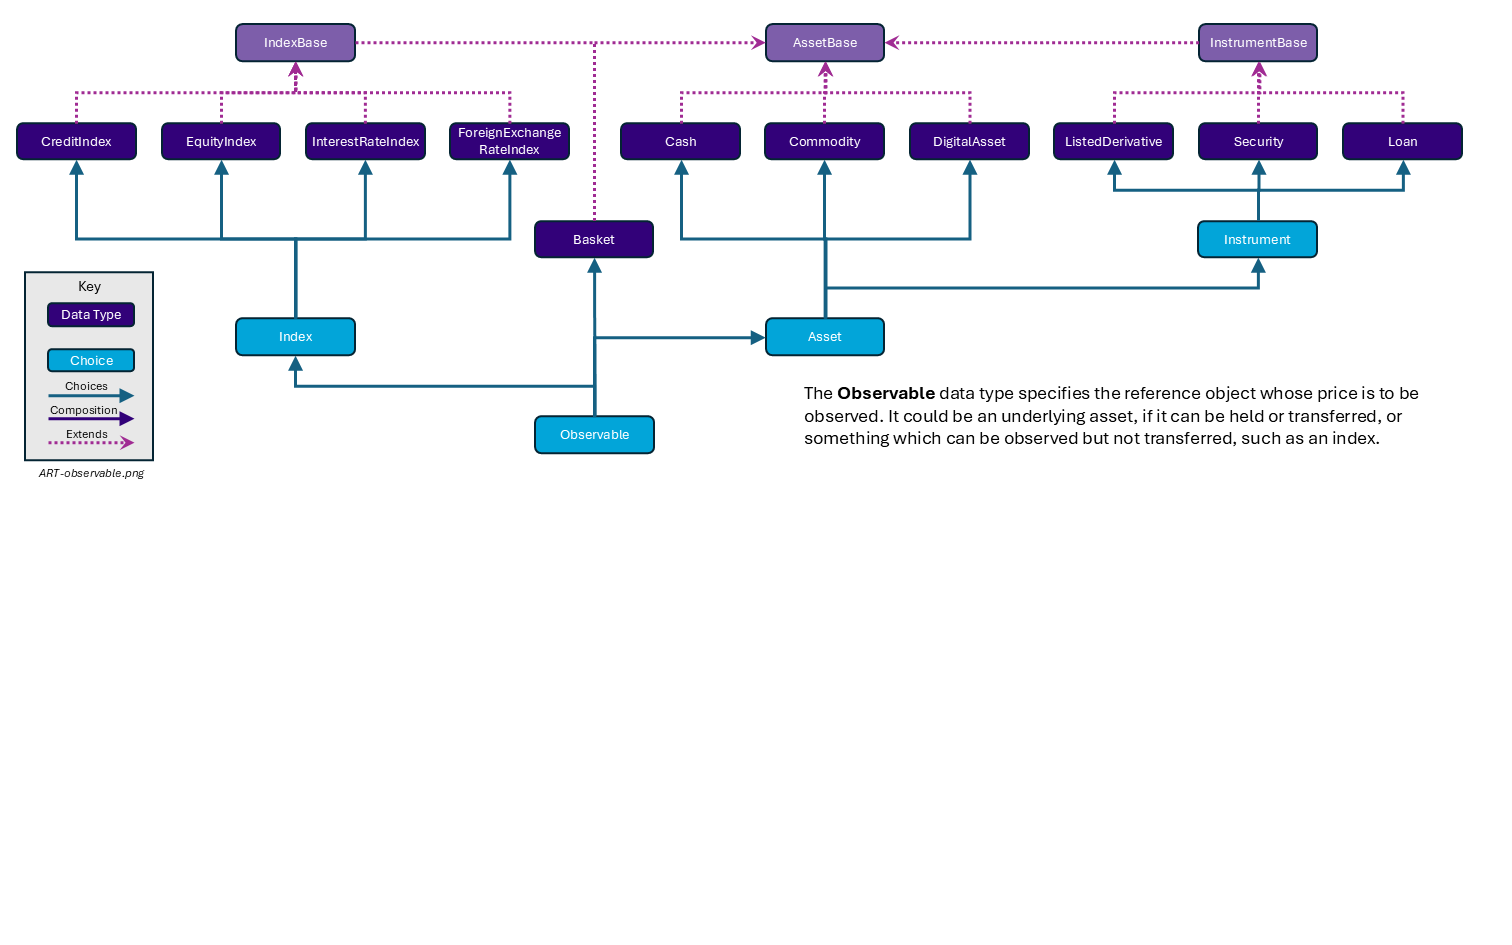 IndexBase
AssetBase
InstrumentBase
CreditIndex
EquityIndex
InterestRateIndex
ForeignExchange
RateIndex
Cash
Commodity
DigitalAsset
ListedDerivative
Security
Loan
Basket
Instrument
Key
Data Type
Choice
Choices
Composition
Extends
ART-observable.png
Index
Asset
Observable
The Observable data type specifies the reference object whose price is to be
observed. It could be an underlying asset, if it can be held or transferred, or
something which can be observed but not transferred, such as an index.